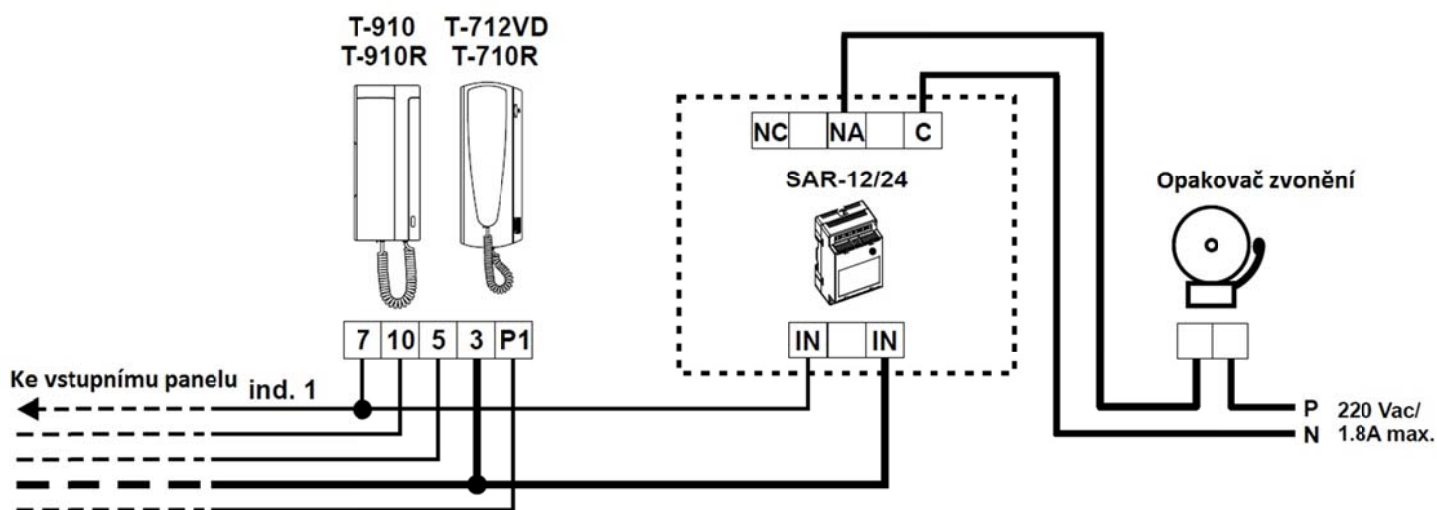 T-910 T-712VD
T-910R T-710R
NC NA C
SAR-12/24
Opakovač zvonění
7 10 5 3 P1
IN IN
Ke vstupnímu panelu ind. 1
P 220 Vac/
N 1.8A max.